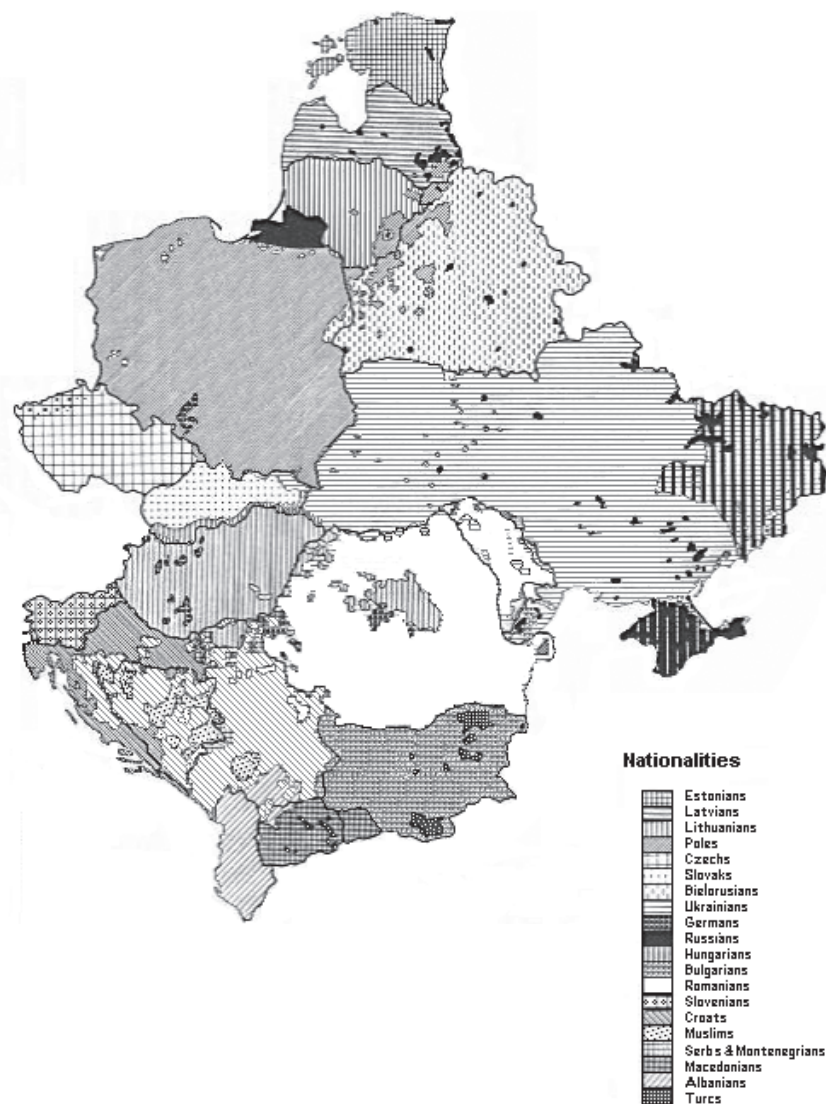 Nationalities
Estonians
Latvians
Lithuanians
Poles
Czechs
Slovaks
Bielorusians
Ukrainians
Germans
Russians
Hungarians
Bulgarians
Romanians
Slovenians
Croats
Muslims
Serbs & Montenegrians
Macedonians
Albanians
Turcs